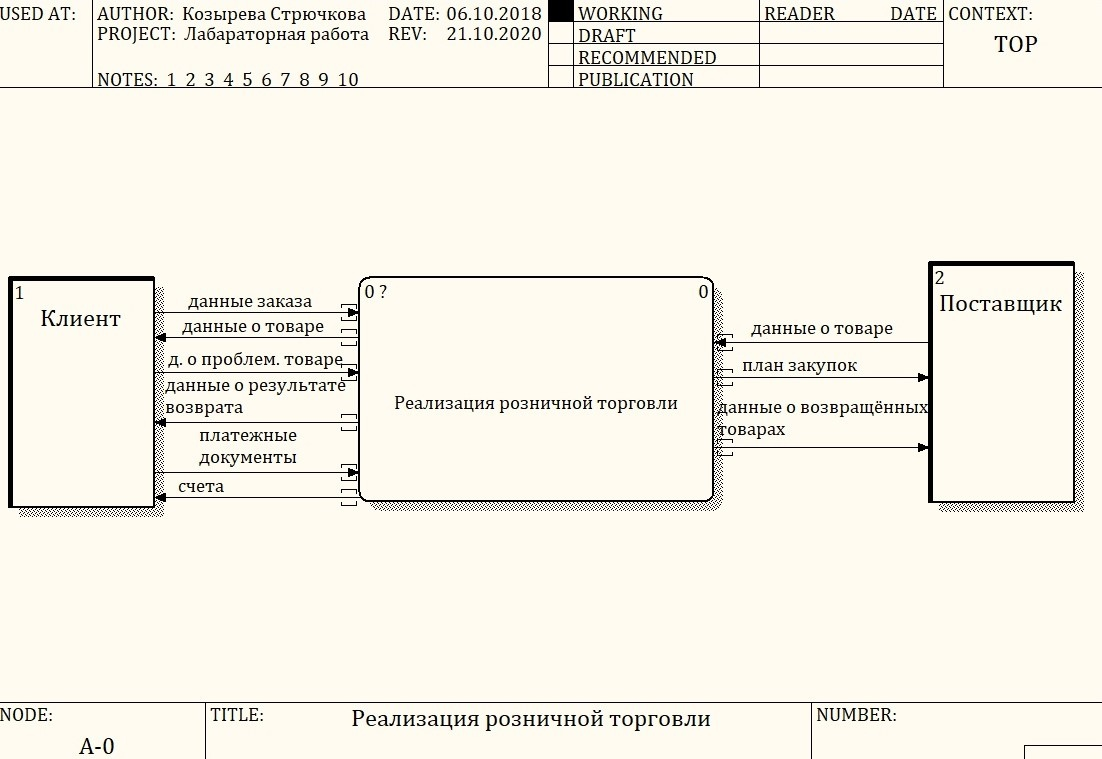 USED AT:
AUTHOR: Козырева Стрючкова
DATE: 06.10.2018
PROJECT: Лабараторная работа
REV: 21.10.2020
NOTES: 1 2 3 4 5 6 7 8 9 10
WORKING
DRAFT
RECOMMENDED
PUBLICATION
READER DATE
CONTEXT:
TOP
1
Клиент
данные заказа
данные о товаре
д. о проблем. товаре
данные о результате
возврата
платежные
документы
счета
0 ?
0
Реализация розничной торговли
данные о товаре
план закупок
данные о возвращённых
товарах
2
Поставщик
NODE:
A-0
TITLE:
Реализация розничной торговли
NUMBER: